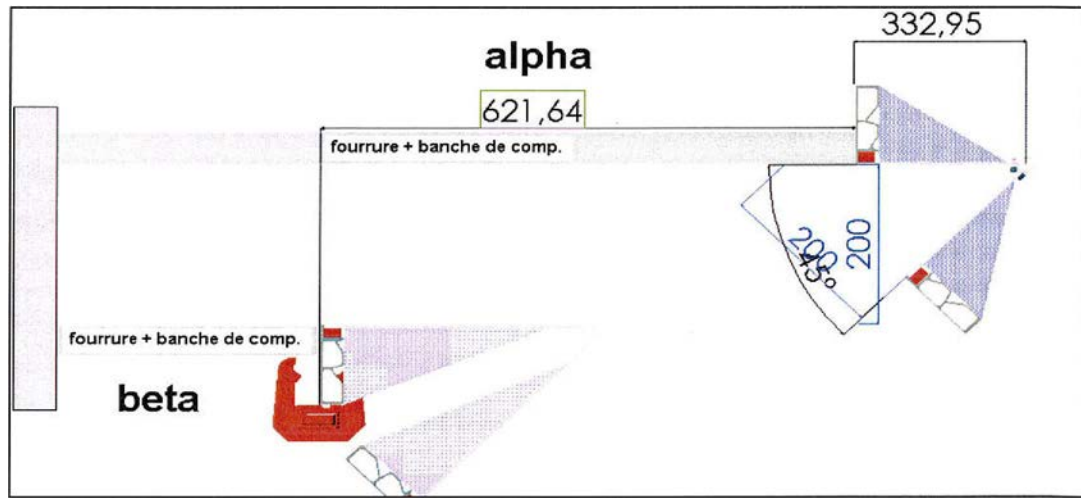 332,95
alpha
621,64
fourrure + banche de comp.
200
200
45°
fourrure + banche de comp.
beta